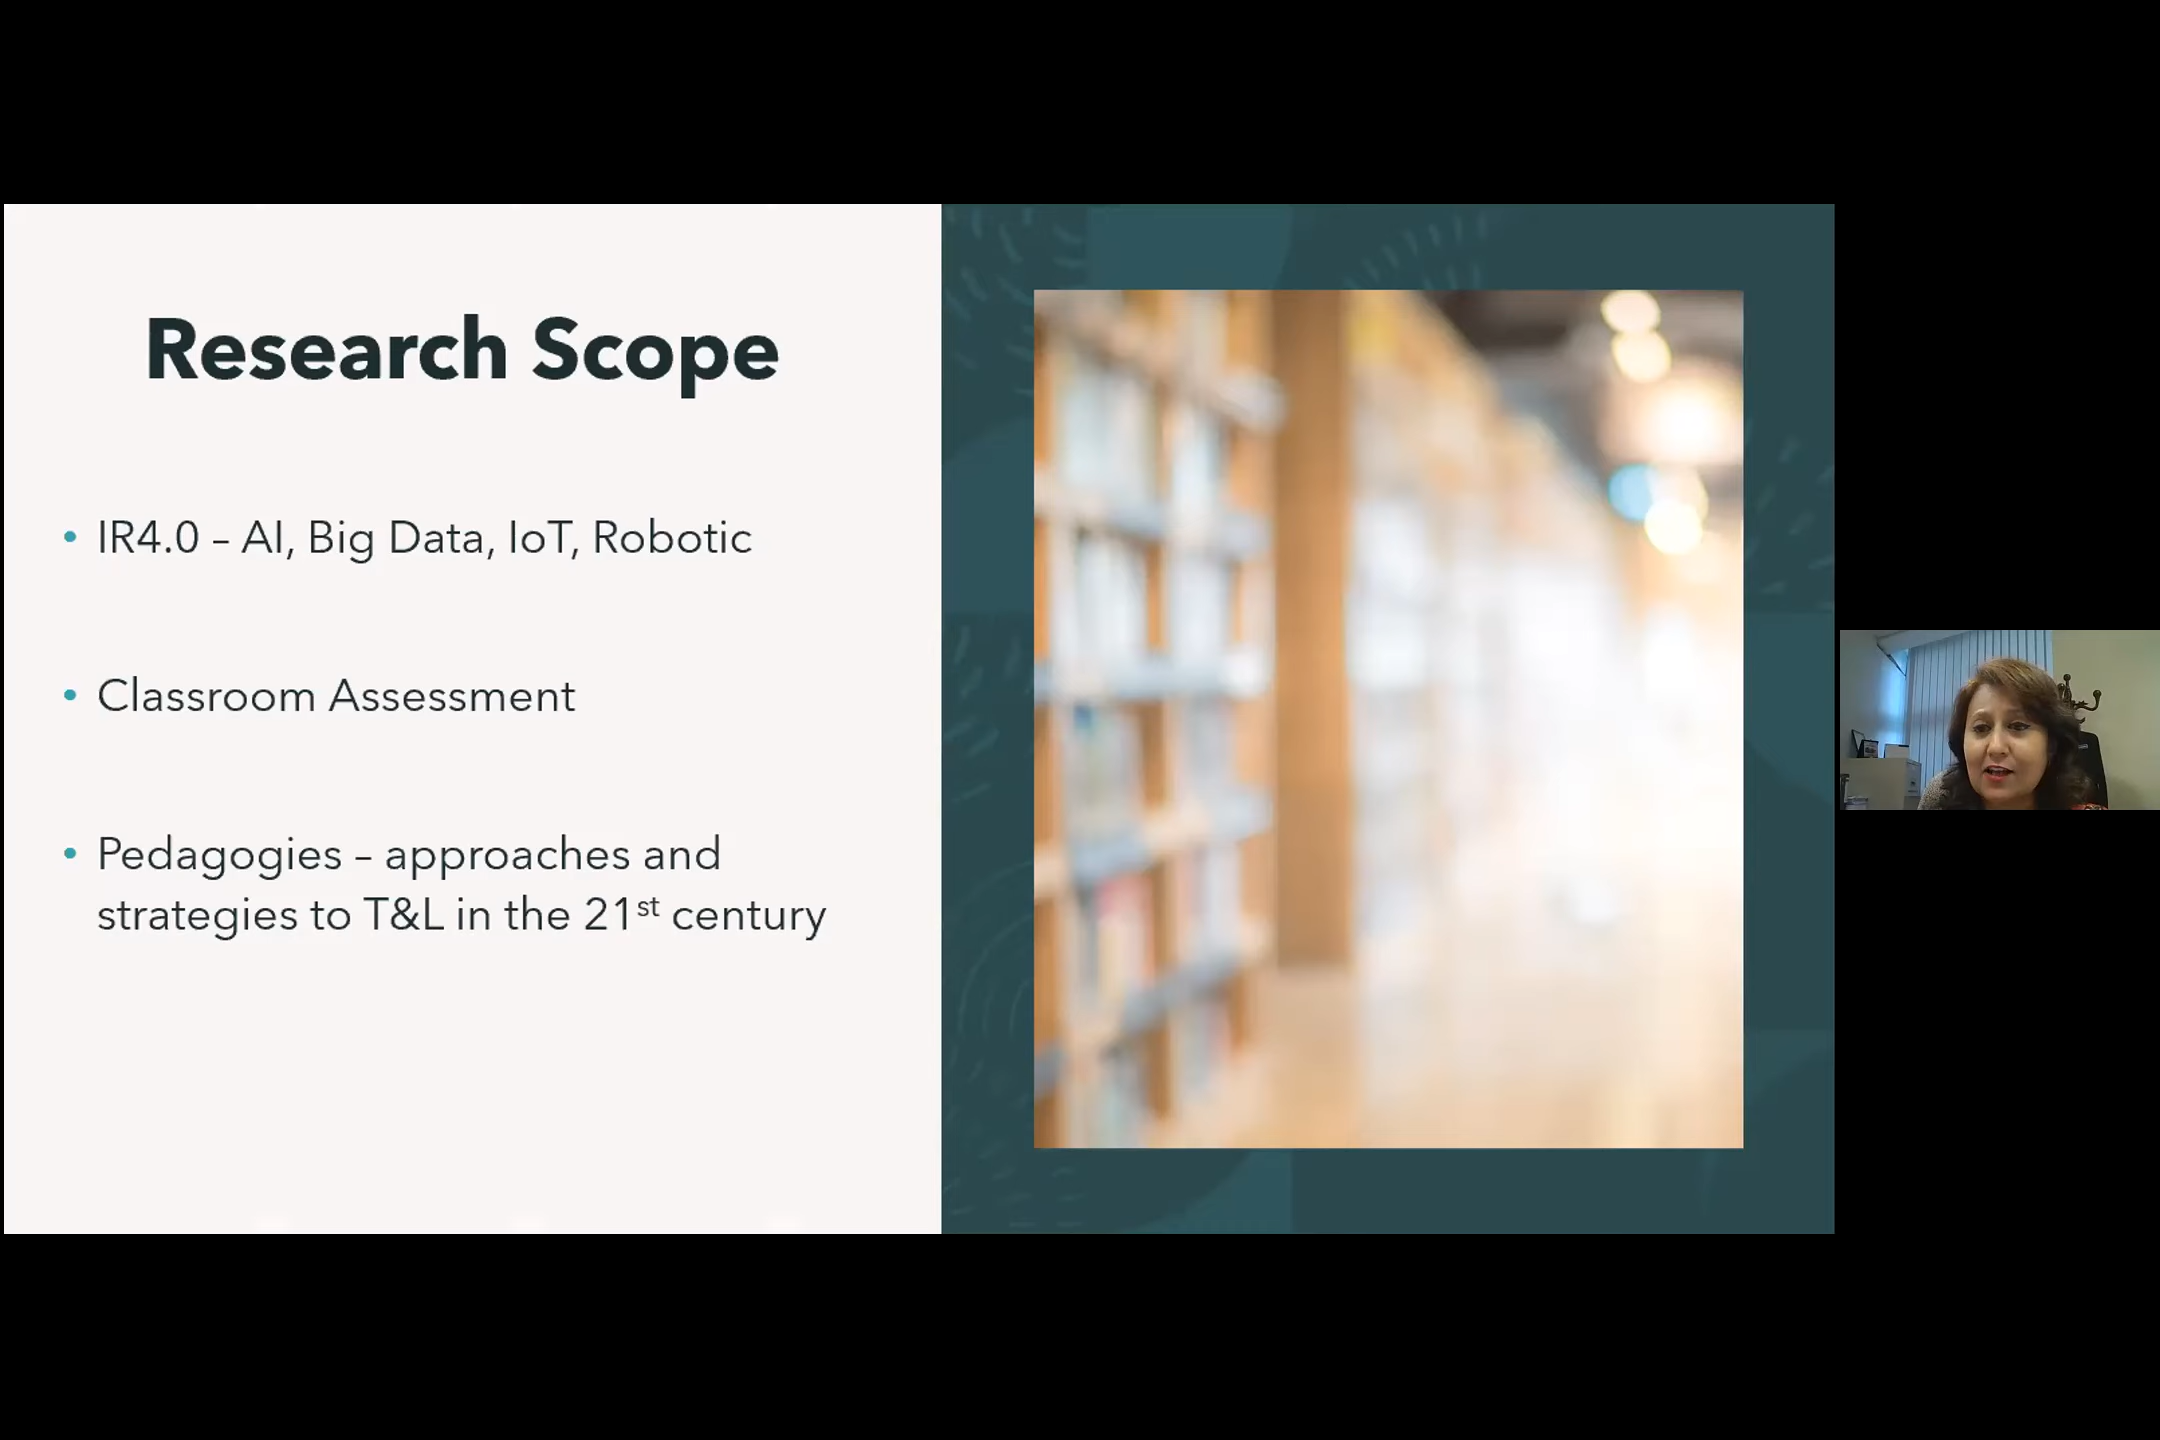 Research Scope
• IR4.0 – AI, Big Data, IoT, Robotic
• Classroom Assessment
• Pedagogies – approaches and
strategies to T&L in the 21st century